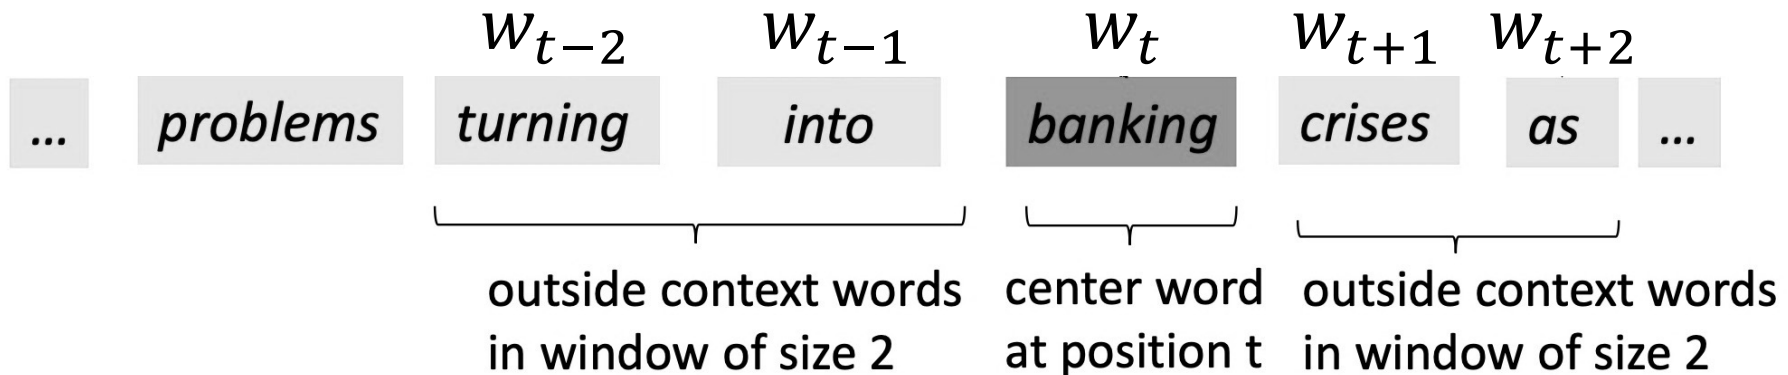 w_{t−2} w_{t−1} w_t w_{t+1} w_{t+2}
... problems turning into banking crises as ...
outside context words
in window of size 2
center word
at position t
outside context words
in window of size 2